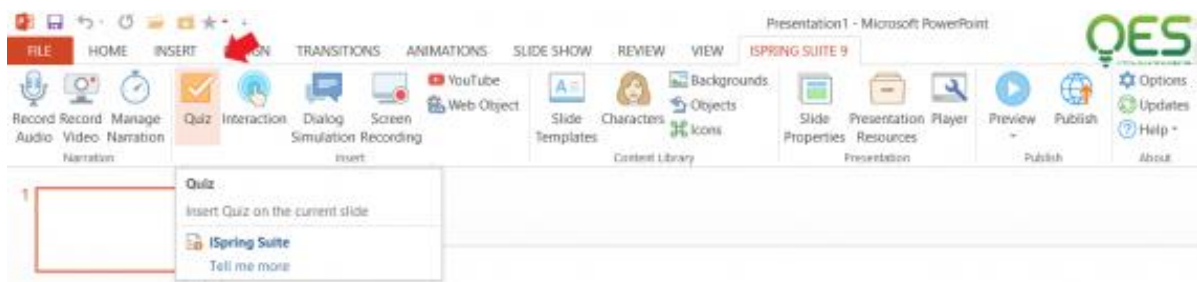 Presentation1 - Microsoft PowerPoint
OES
FILE HOME INSERT TRANSITIONS ANIMATIONS SLIDE SHOW REVIEW VIEW ISPRING SUITE 9
YouTube Backgrounds Options
Web Object Objects Updates
Icons Help
Record Record Manage Quiz Interaction Dialog Screen Slide Characters Slide Presentation Player Preview Publish
Audio Video Narration Simulation Recording Templates Properties Resources
Narration Insert Content Library Presentation Publish About
1
Quiz
Insert Quiz on the current slide
iSpring Suite
Tell me more